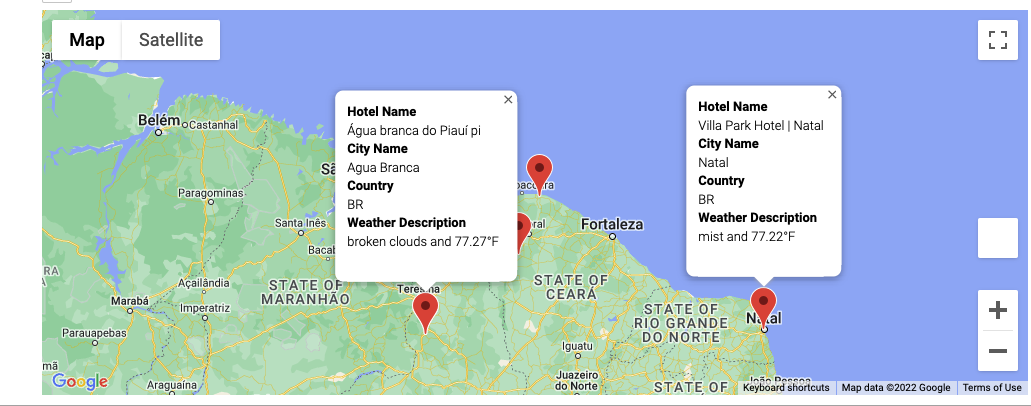 Map
Satellite
Hotel Name
Água branca do Piauí pi
City Name
Agua Branca
Country
BR
Weather Description
broken clouds and 77.27°F
Hotel Name
Villa Park Hotel | Natal
City Name
Natal
Country
BR
Weather Description
mist and 77.22°F
Belém
Castanhal
Paragominas
Santa Inês
Fortaleza
STATE OF
MARANHÃO
STATE OF
CEARÁ
Açailândia
Marabá
Imperatriz
Parauapebas
STATE OF
RIO GRANDE
DO NORTE
Natal
Iguatu
Juazeiro
do Norte
Araguaína
STATE OF
João Pessoa
Google
Keyboard shortcuts
Map data ©2022 Google
Terms of Use